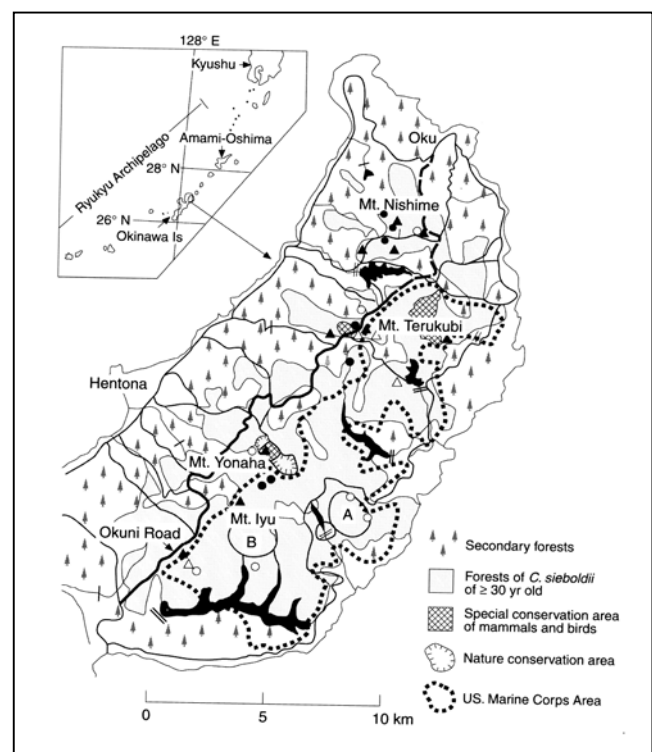 128° E
Kyushu
Ryukyu Archipelago
Amami-Oshima
28° N
26° N
Okinawa Is
Oku
Mt. Nishime
Mt. Terukubi
Hentona
Mt. Yonaha
Mt. Iyu
A
B
Okuni Road
Secondary forests
Forests of C. sieboldii
of ≥ 30 yr old
Special conservation area
of mammals and birds
Nature conservation area
US. Marine Corps Area
0 5 10 km